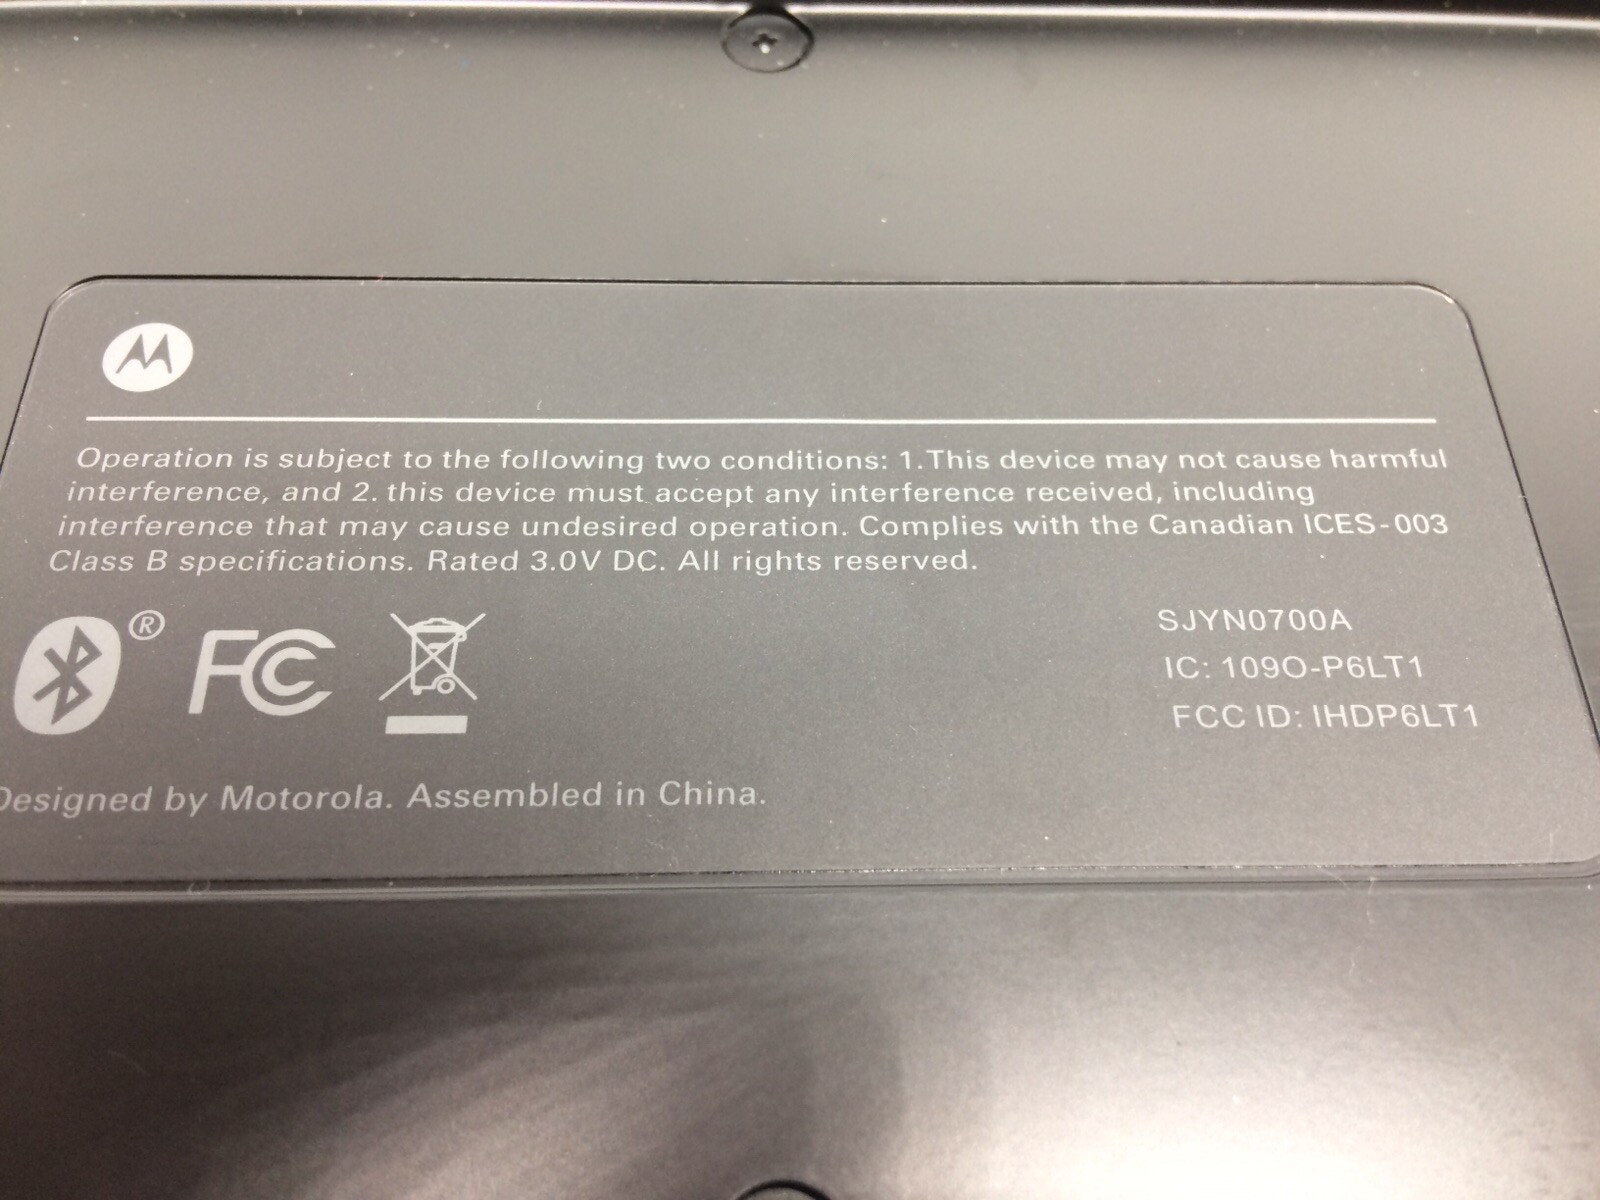 Operation is subject to the following two conditions: 1.This device may not cause harmful
interference, and 2. this device must accept any interference received, including
interference that may cause undesired operation. Complies with the Canadian ICES-003
Class B specifications. Rated 3.0V DC. All rights reserved.
®
FC
SJYN0700A
IC: 109O-P6LT1
FCC ID: IHDP6LT1
Designed by Motorola. Assembled in China.